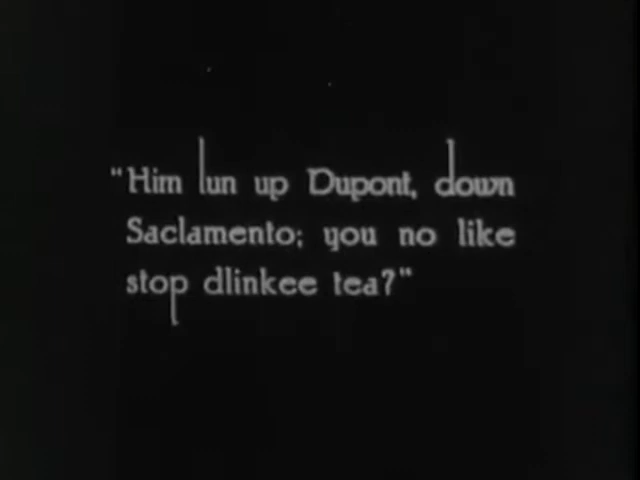 "Him lun up Dupont, down
Saclamento; you no like
stop dlinkee tea?"